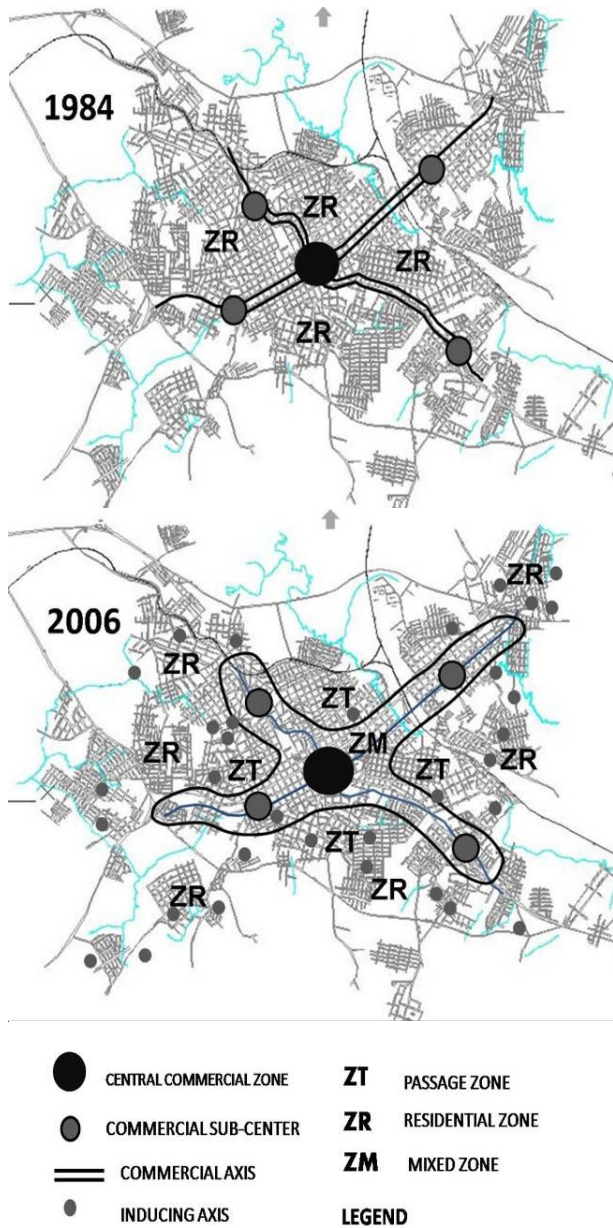 1984
ZR
ZR
ZR
ZR
2006
ZR
ZR
ZT
ZM
ZR
ZT
ZT
ZR
ZT
ZR
ZR
CENTRAL COMMERCIAL ZONE
COMMERCIAL SUB-CENTER
COMMERCIAL AXIS
INDUCING AXIS
ZT PASSAGE ZONE
ZR RESIDENTIAL ZONE
ZM MIXED ZONE
LEGEND